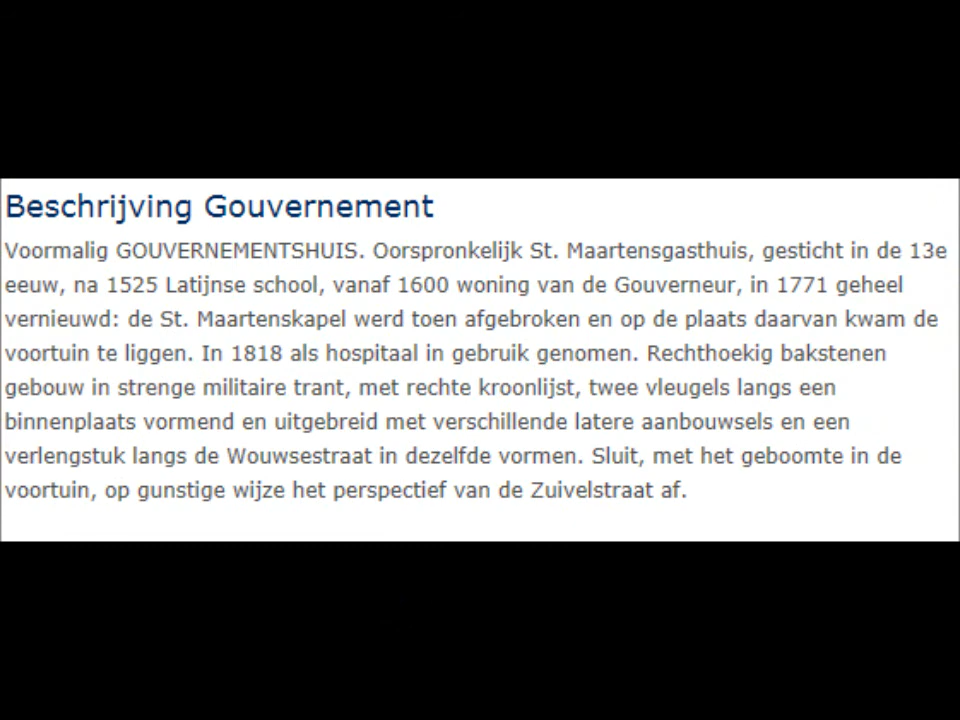 Beschrijving Gouvernement
Voormalig GOUVERNEMENTSHUIS. Oorspronkelijk St. Maartensgasthuis, gesticht in de 13e
eeuw, na 1525 Latijnse school, vanaf 1600 woning van de Gouverneur, in 1771 geheel
vernieuwd: de St. Maartenskapel werd toen afgebroken en op de plaats daarvan kwam de
voortuin te liggen. In 1818 als hospitaal in gebruik genomen. Rechthoekig bakstenen
gebouw in strenge militaire trant, met rechte kroonlijst, twee vleugels langs een
binnenplaats vormend en uitgebreid met verschillende latere aanbouwsels en een
verlengstuk langs de Wouwsestraat in dezelfde vormen. Sluit, met het geboomte in de
voortuin, op gunstige wijze het perspectief van de Zuivelstraat af.